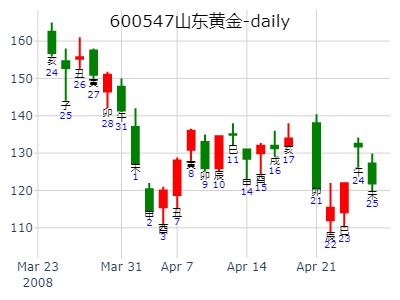 600547山东黄金-daily
160
150
140
130
120
110
亥
24
子
25
丑
26
寅
27
卯
28
午
31
未
1
申
2
酉
3
丑
7
寅
8
卯
9
辰
10
巳
11
申
14
酉
15
戌
16
亥
17
卯
21
辰
22
巳
23
午
24
未
25
Mar 23
2008
Mar 31
Apr 7
Apr 14
Apr 21